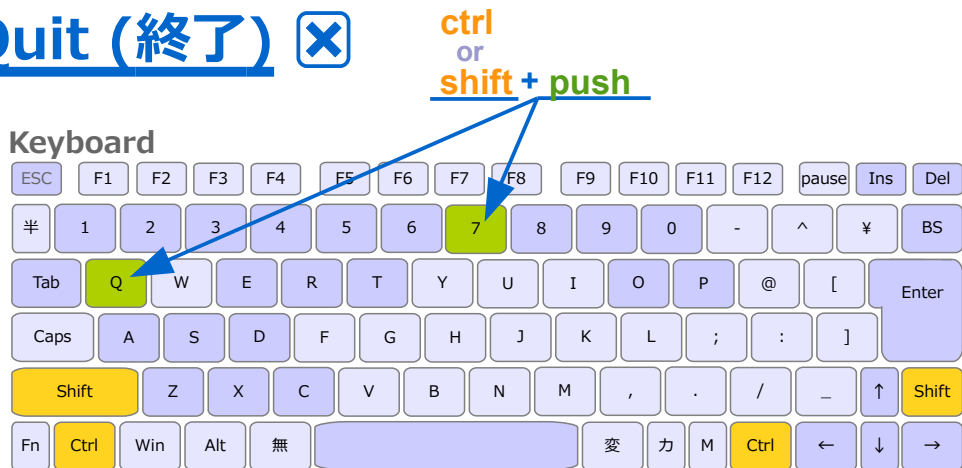 Quit (終了)
ctrl
or
shift + push
Keyboard
ESC F1 F2 F3 F4 F5 F6 F7 F8 F9 F10 F11 F12 pause Ins Del
半 1 2 3 4 5 6 7 8 9 0 - ^ ¥ BS
Tab Q W E R T Y U I O P @ [ Enter
Caps A S D F G H J K L ; : ]
Shift Z X C V B N M , . / _ ↑ Shift
Fn Ctrl Win Alt 無 変 カ M Ctrl ← ↓ →